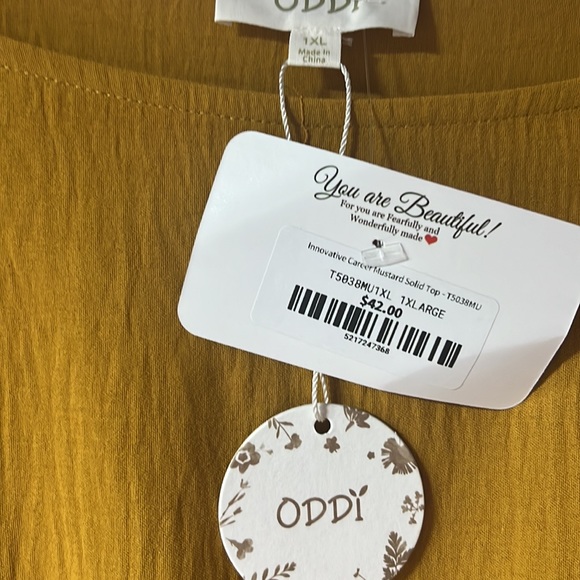 ODDI
1XL
Made in
China
You are Beautiful!
For you are Fearfully and
Wonderfully made
Innovative Career Mustard Solid Top -T5038MU
T5038MU1XL 1XLARGE
$42.00
5217247368
ODDI